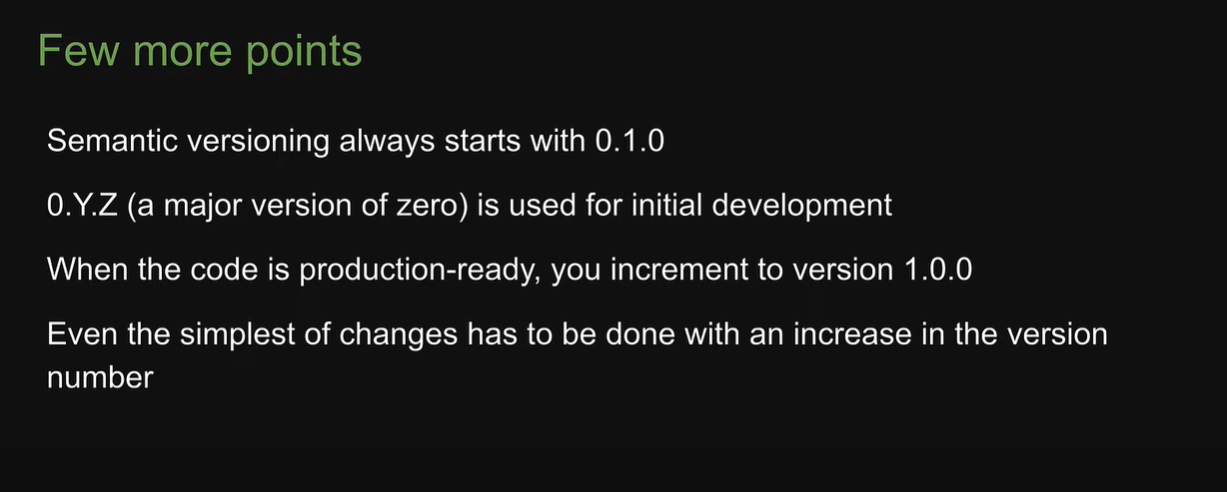 Few more points
Semantic versioning always starts with 0.1.0
0.Y.Z (a major version of zero) is used for initial development
When the code is production-ready, you increment to version 1.0.0
Even the simplest of changes has to be done with an increase in the version
number